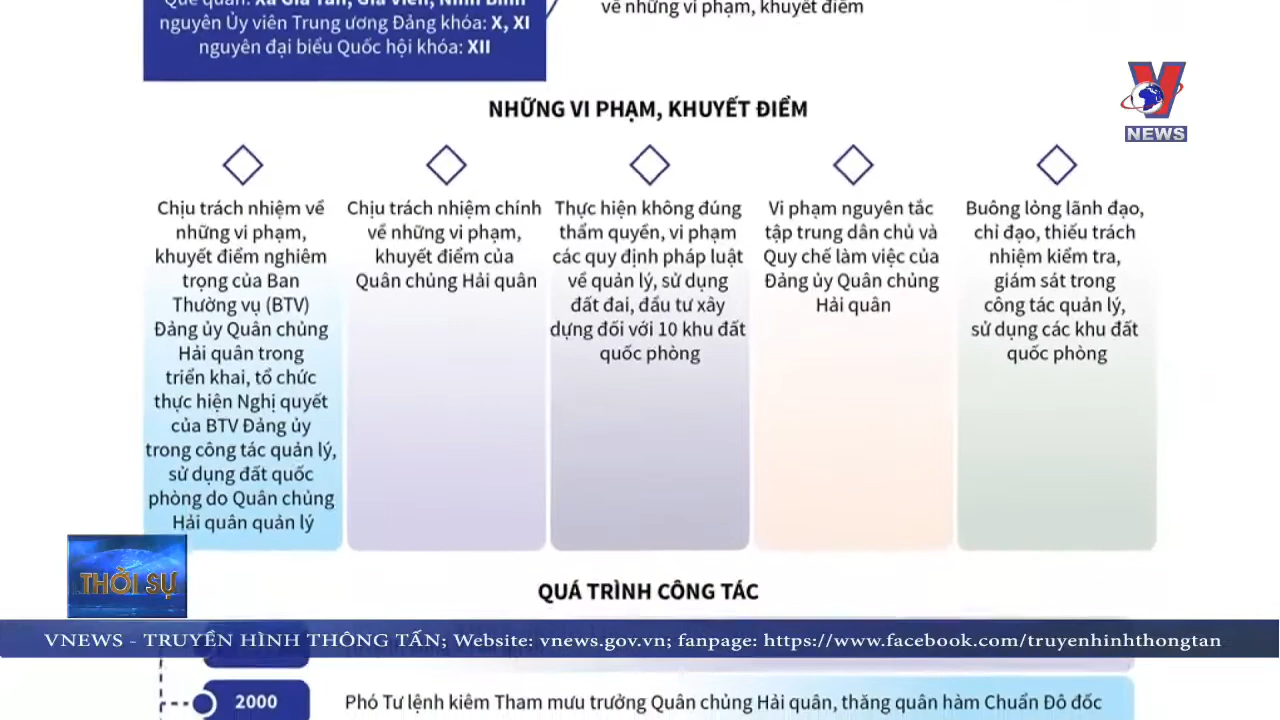 Quê quán: Xã Gia Tân, Gia Viễn, Ninh Bình
nguyên Ủy viên Trung ương Đảng khóa: X, XI
nguyên đại biểu Quốc hội khóa: XII
về những vi phạm, khuyết điểm
V
NEWS
NHỮNG VI PHẠM, KHUYẾT ĐIỂM
Chịu trách nhiệm về
những vi phạm,
khuyết điểm nghiêm
trọng của Ban
Thường vụ (BTV)
Đảng ủy Quân chủng
Hải quân trong
triển khai, tổ chức
thực hiện Nghị quyết
của BTV Đảng ủy
trong công tác quản lý,
sử dụng đất quốc
phòng do Quân chủng
Hải quân quản lý
Chịu trách nhiệm chính
về những vi phạm,
khuyết điểm của
Quân chủng Hải quân
Thực hiện không đúng
thẩm quyền, vi phạm
các quy định pháp luật
về quản lý, sử dụng
đất đai, đầu tư xây
dựng đối với 10 khu đất
quốc phòng
Vi phạm nguyên tắc
tập trung dân chủ và
Quy chế làm việc của
Đảng ủy Quân chủng
Hải quân
Buông lỏng lãnh đạo,
chỉ đạo, thiếu trách
nhiệm kiểm tra,
giám sát trong
công tác quản lý,
sử dụng các khu đất
quốc phòng
THỜI SỰ
QUÁ TRÌNH CÔNG TÁC
VNEWS - TRUYỀN HÌNH THÔNG TẤN; Website: vnews.gov.vn; fanpage: https://www.facebook.com/truyenhinhthongtan
2000
Phó Tư lệnh kiêm Tham mưu trưởng Quân chủng Hải quân, thăng quân hàm Chuẩn Đô đốc